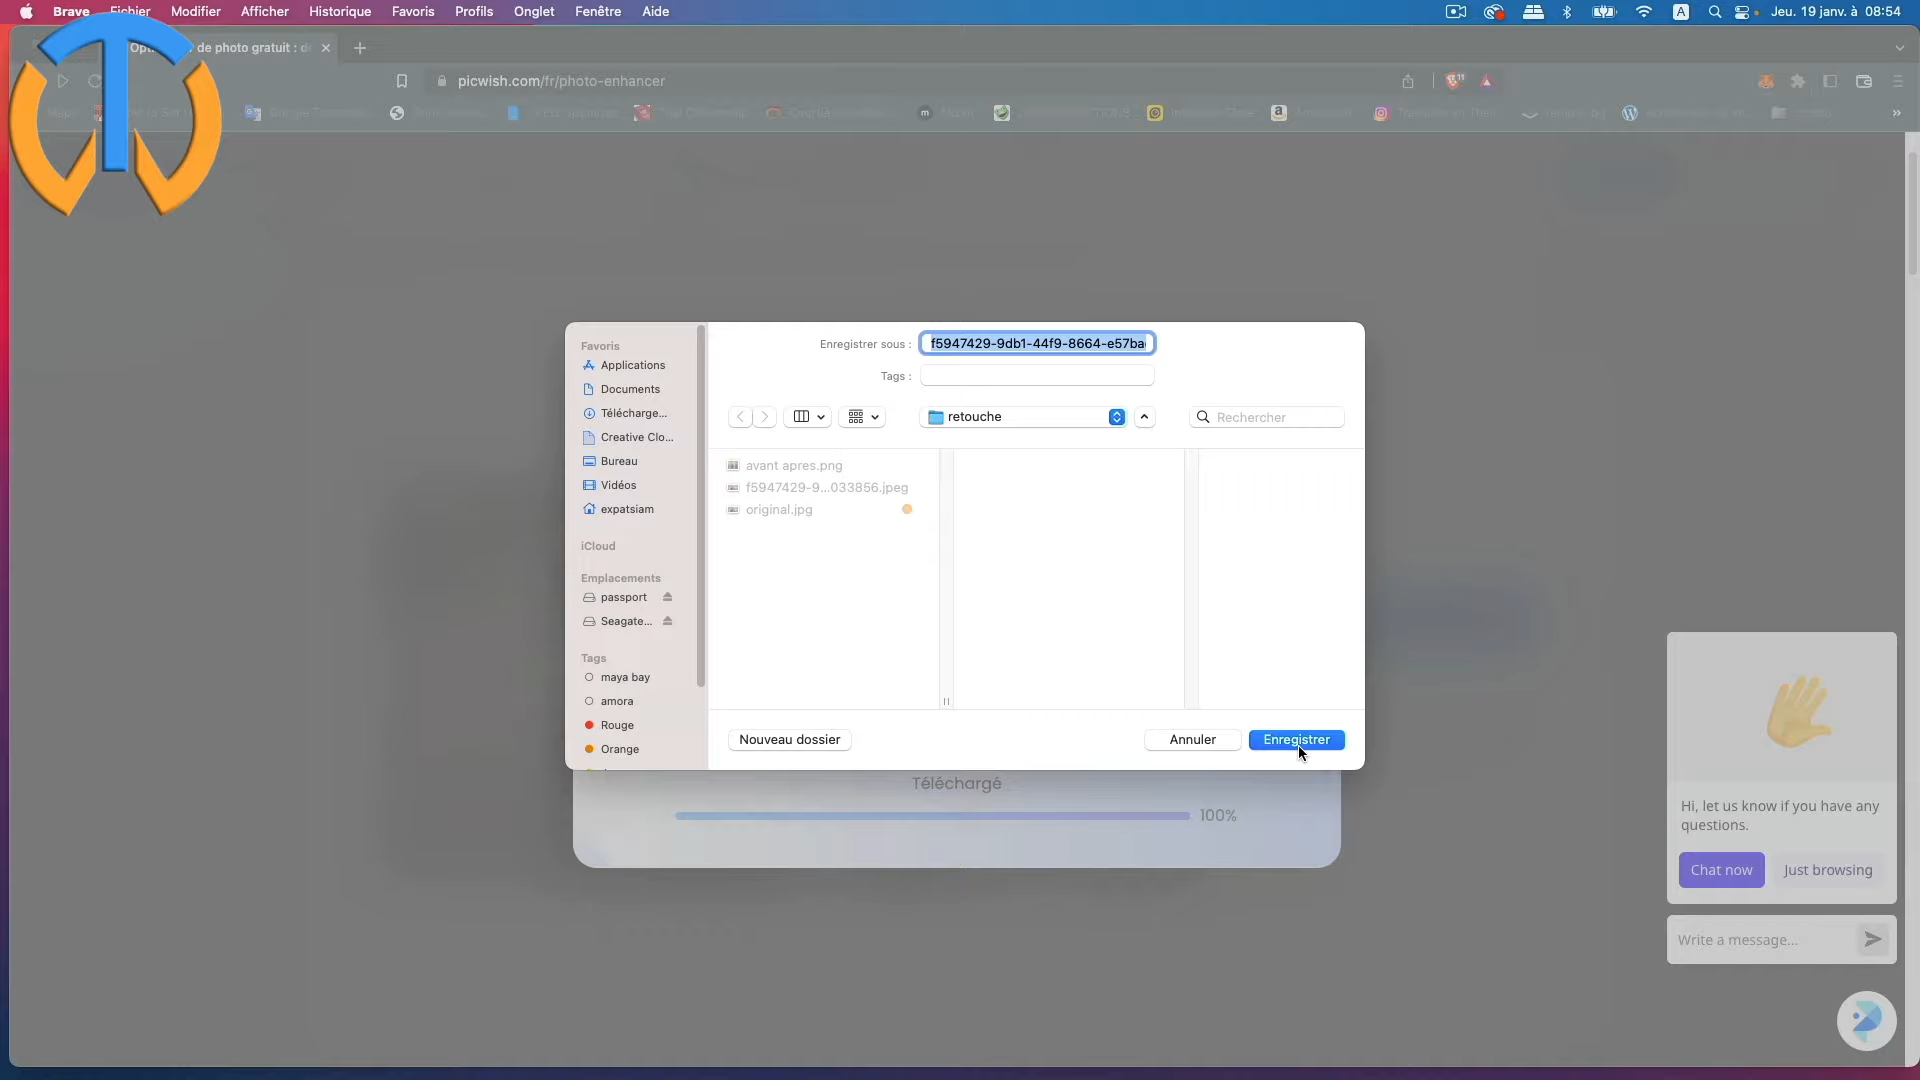 Brave Fichier Modifier Afficher Historique Favoris Profils Onglet Fenêtre Aide
A Jeu. 19 janv. à 08:54
de photo gratuit : d
picwish.com/fr/photo-enhancer
11
Maps
TW
Enregistrer sous :
f5947429-9db1-44f9-8664-e57ba
Tags :
Favoris
Applications
Documents
Télécharge...
Creative Clo...
Bureau
Vidéos
expatsiam
iCloud
Emplacements
passport
Seagate...
Tags
maya bay
amora
Rouge
Orange
retouche
Rechercher
avant apres.png
f5947429-9...033856.jpeg
original.jpg
Nouveau dossier
Annuler
Enregistrer
Téléchargé
100%
Hi, let us know if you have any
questions.
Chat now
Just browsing
Write a message...